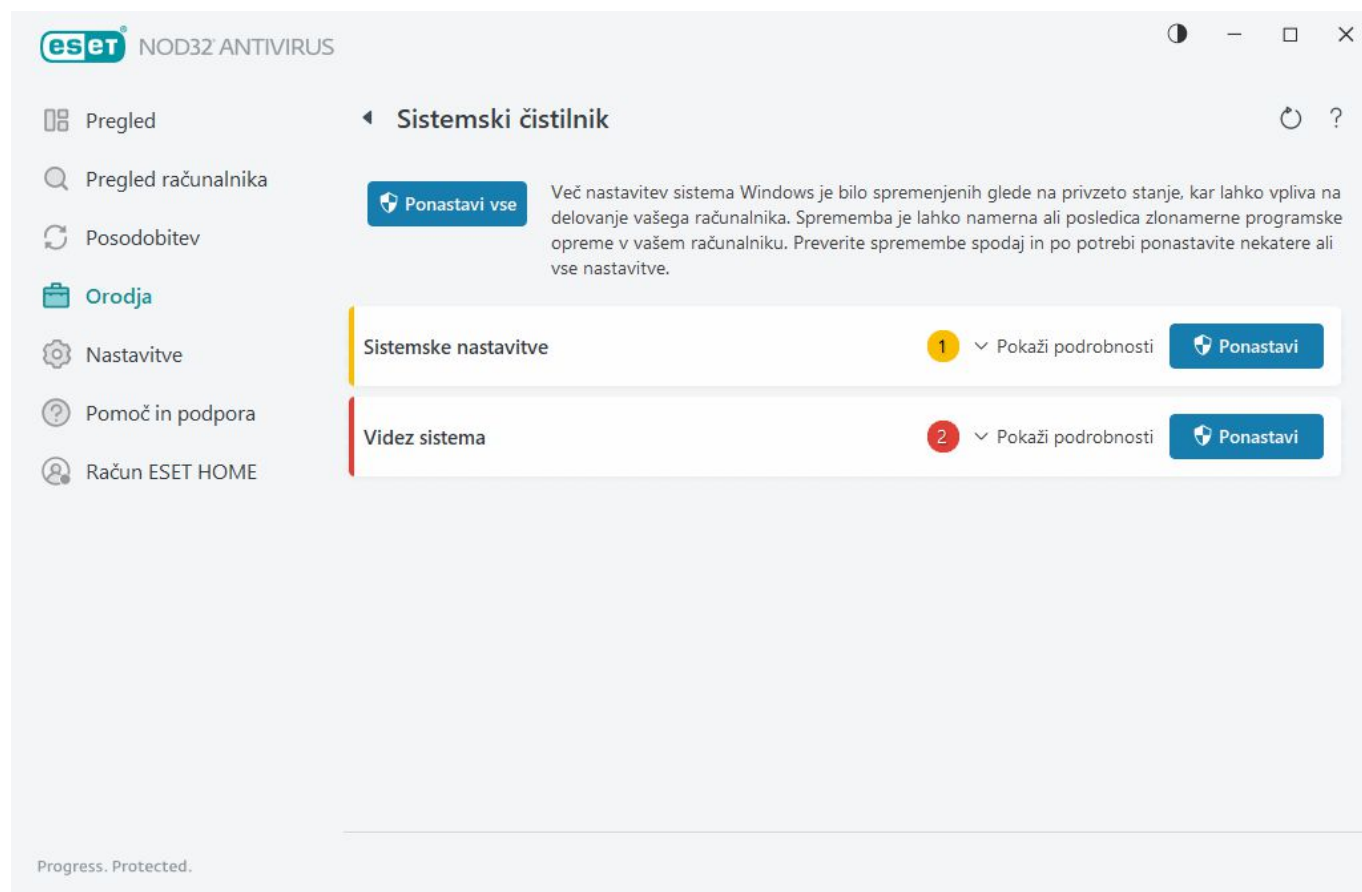 eset® NOD32® ANTIVIRUS
Pregled
Pregled računalnika
Posodobitev
Orodja
Nastavitve
Pomoč in podpora
Račun ESET HOME
Sistemski čistilnik
?
Ponastavi vse
Več nastavitev sistema Windows je bilo spremenjenih glede na privzeto stanje, kar lahko vpliva na
delovanje vašega računalnika. Sprememba je lahko namerna ali posledica zlonamerne programske
opreme v vašem računalniku. Preverite spremembe spodaj in po potrebi ponastavite nekatere ali
vse nastavitve.
Sistemske nastavitve 1 Pokaži podrobnosti Ponastavi
Videz sistema 2 Pokaži podrobnosti Ponastavi
Progress. Protected.